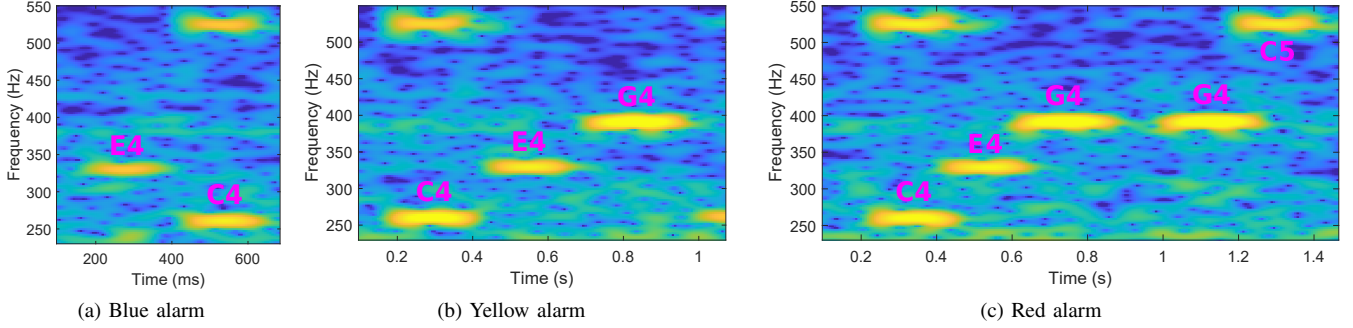 550
500
450
400
350
300
250
Frequency (Hz)
E4
C4
200 400 600
Time (ms)
(a) Blue alarm
500
450
400
350
300
250
Frequency (Hz)
G4
E4
C4
0.2 0.4 0.6 0.8 1
Time (s)
(b) Yellow alarm
550
500
450
400
350
300
250
Frequency (Hz)
C5
G4 G4
E4
C4
0.2 0.4 0.6 0.8 1 1.2 1.4
Time (s)
(c) Red alarm